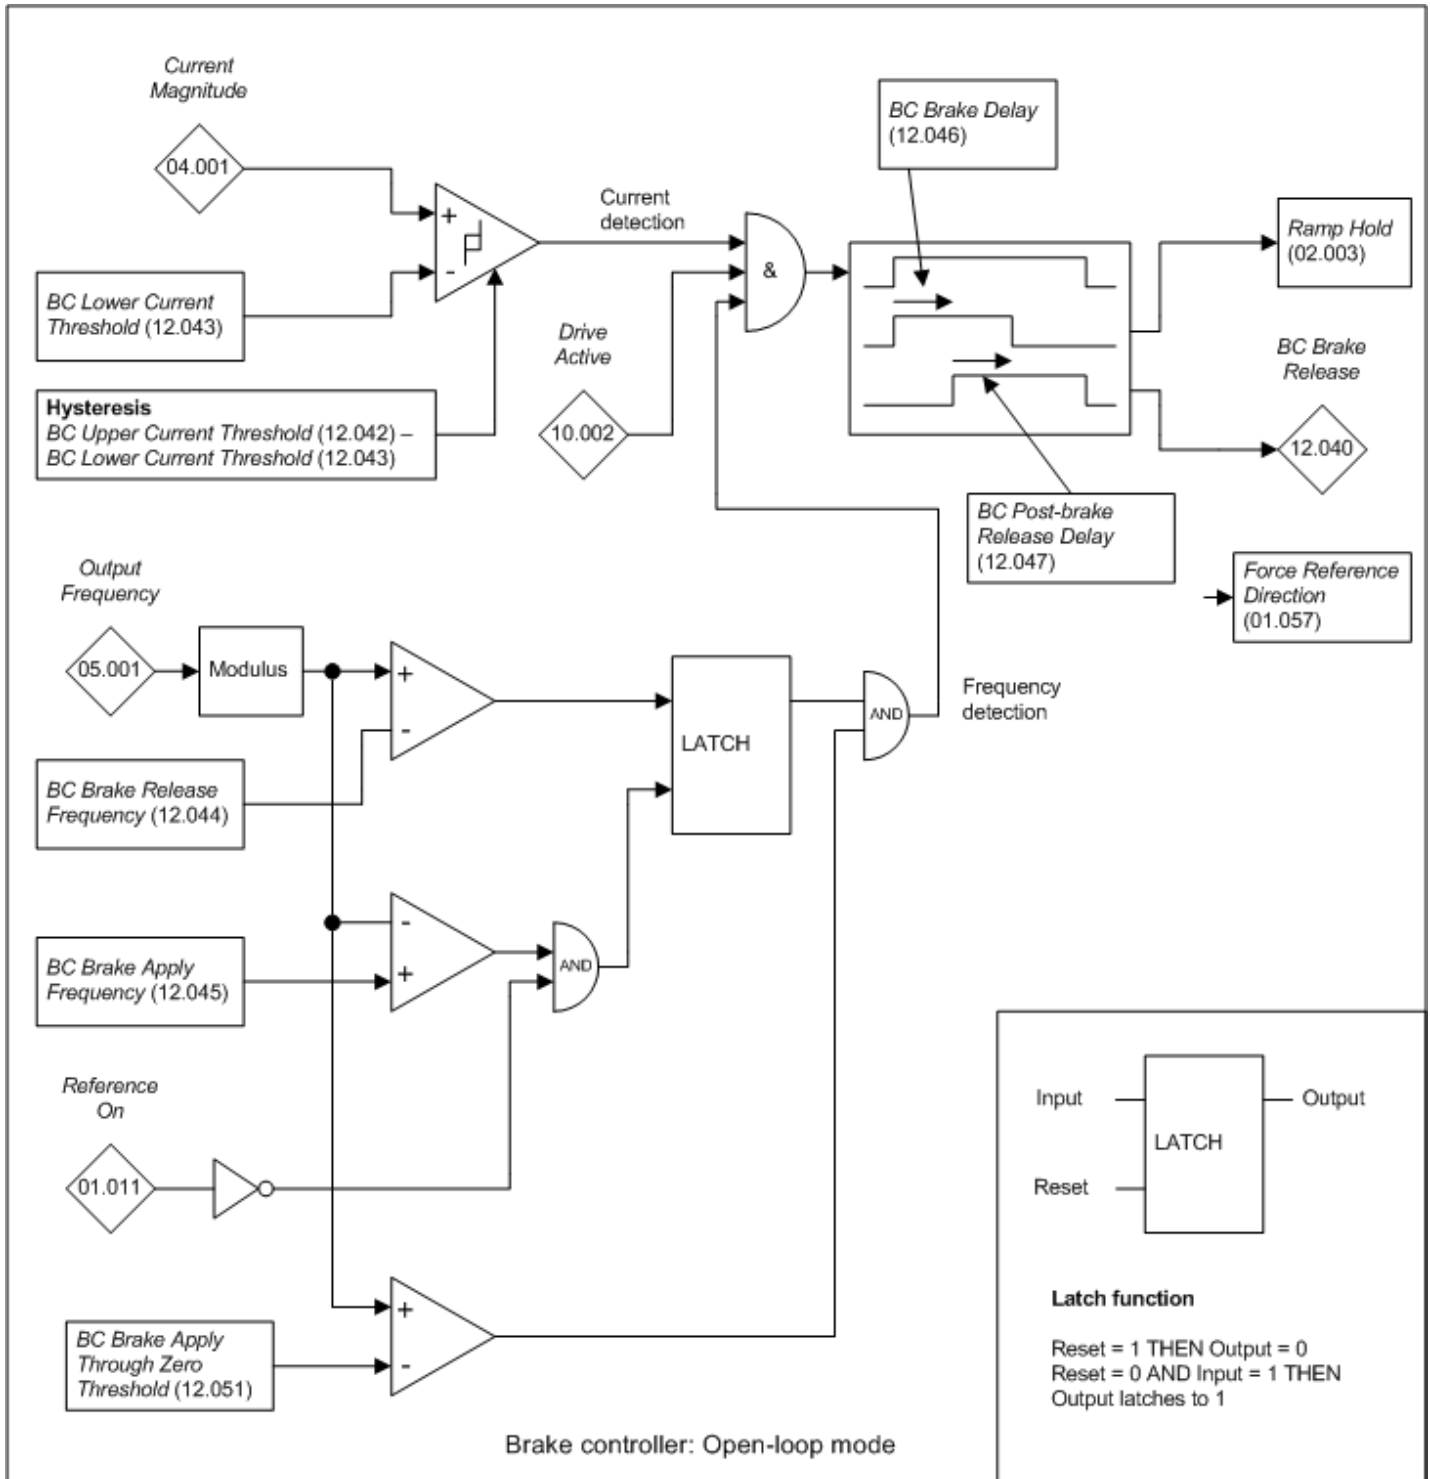 Current
Magnitude
04.001
+
-
BC Lower Current
Threshold (12.043)
Hysteresis
BC Upper Current Threshold (12.042) –
BC Lower Current Threshold (12.043)
Current
detection
Drive
Active
10.002
&
BC Brake Delay
(12.046)
Ramp Hold
(02.003)
BC Brake
Release
12.040
BC Post-brake
Release Delay
(12.047)
Force Reference
Direction
(01.057)
Output
Frequency
05.001
Modulus
+
-
BC Brake Release
Frequency (12.044)
LATCH
AND
Frequency
detection
-
+
BC Brake Apply
Frequency (12.045)
AND
Reference
On
01.011
+
-
BC Brake Apply
Through Zero
Threshold (12.051)
Input
Output
LATCH
Reset
Latch function
Reset = 1 THEN Output = 0
Reset = 0 AND Input = 1 THEN
Output latches to 1
Brake controller: Open-loop mode